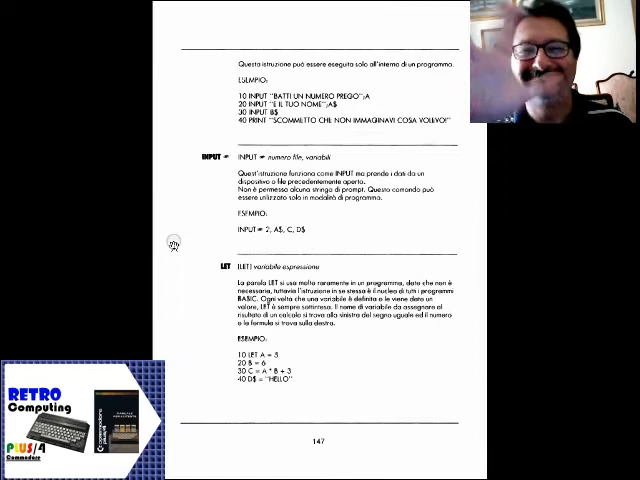 Questa istruzione può essere eseguita solo all'interno di un programma.
ESEMPIO:
10 INPUT "BATTI UN NUMERO PREGO";A
20 INPUT "E IL TUO NOME";A$
30 INPUT B$
40 PRINT "SCOMMETTO CHE NON IMMAGINAVI COSA VOLEVO!"
INPUT # INPUT # numero file, variabili
Quest'istruzione funziona come INPUT ma prende i dati da un
dispositivo o file precedentemente aperto.
Non è permessa alcuna stringa di prompt. Questo comando può
essere utilizzato solo in modalità di programma.
ESEMPIO:
INPUT# 2, A$, C, D$
LET (LET) variabile espressione
La parola LET si usa molto raramente in un programma, dato che non è
necessaria, tuttavia l'istruzione in se stessa è il nucleo di tutti i programmi
BASIC. Ogni volta che una variabile è definita o le viene dato un
valore, LET è sempre sottintesa. Il nome di variabile da assegnare al
risultato di un calcolo si trova alla sinistra del segno uguale ed il numero
o la formula si trova sulla destra.
ESEMPIO:
10 LET A = 5
20 B = 6
30 C = A * B + 3
40 D$ = "HELLO"
147
RETRO
Computing
PLUS/4
Commodore